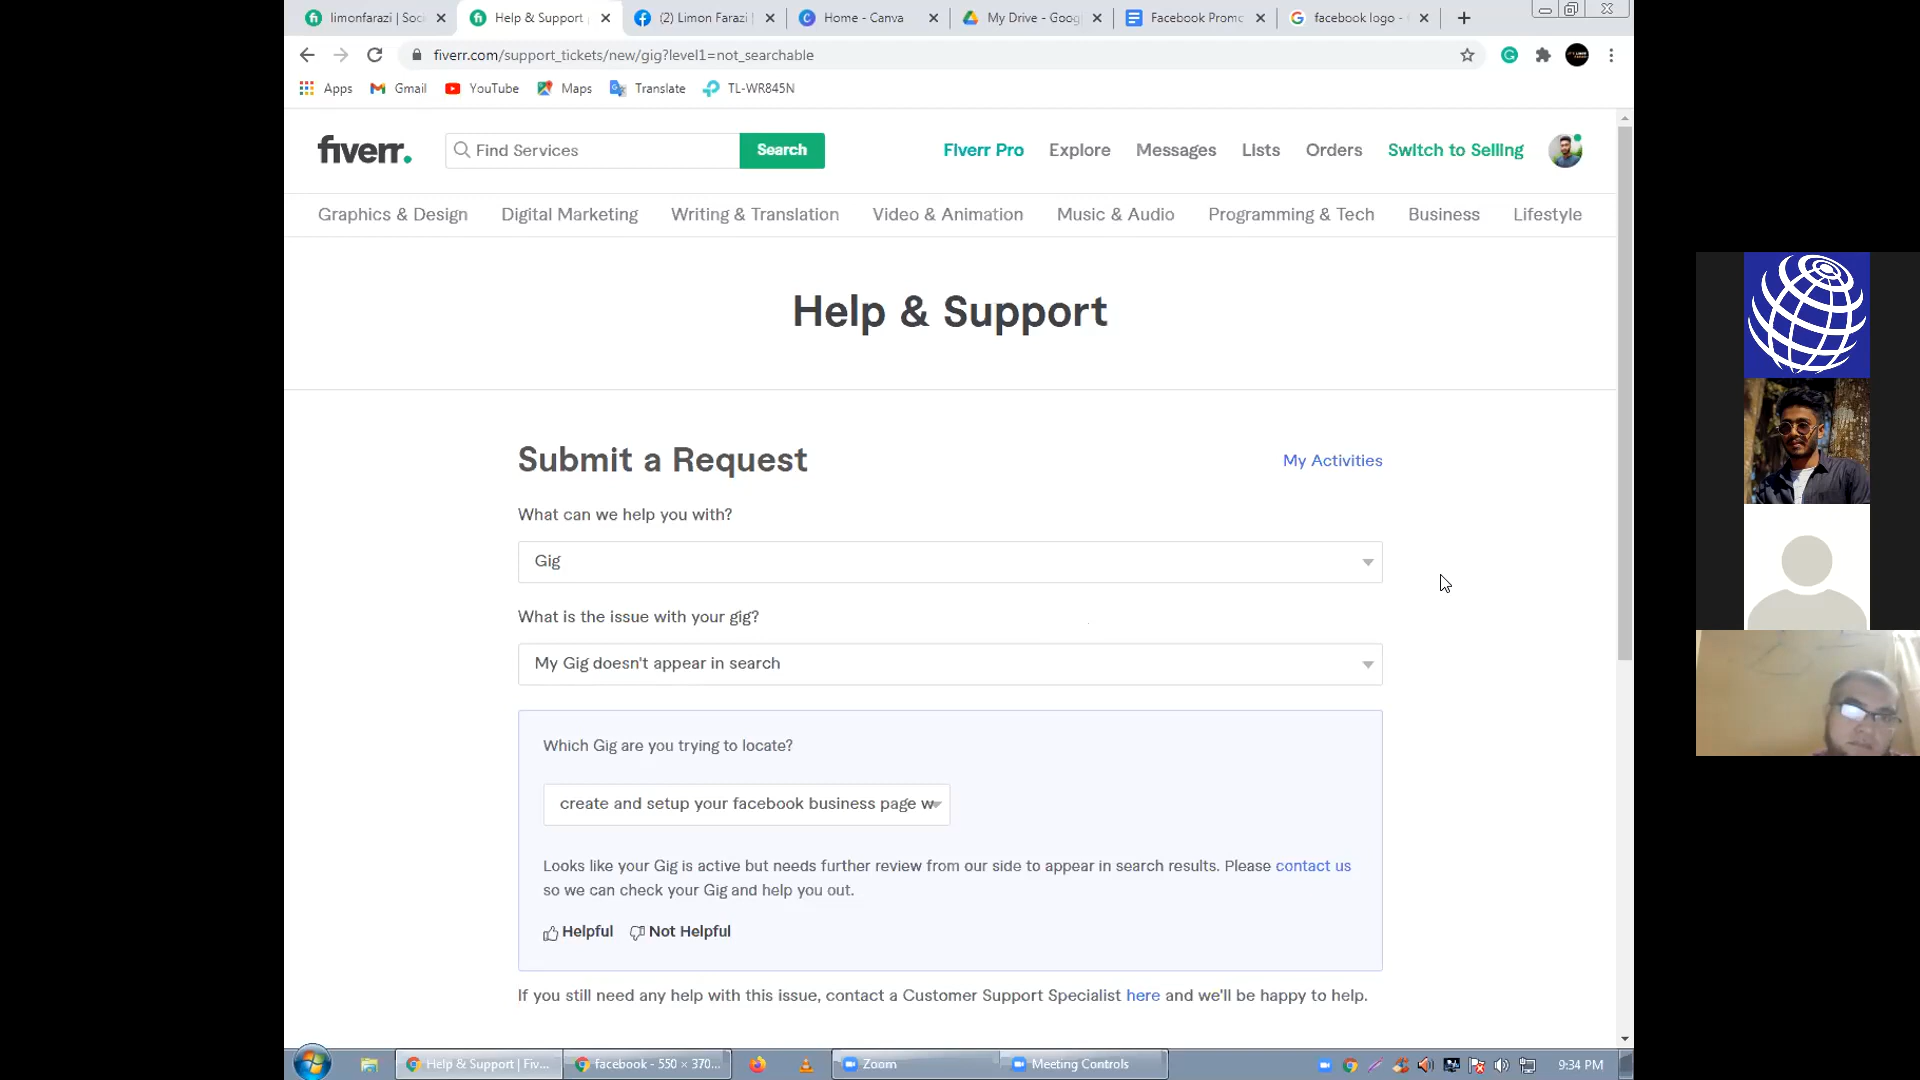 limonfarazi | Soc
Help & Support
(2) Limon Farazi
Home - Canva
My Drive - Goog
Facebook Promo
facebook logo -
fiverr.com/support_tickets/new/gig?level1=not_searchable
Apps
Gmail
YouTube
Maps
Translate
TL-WR845N
fiverr.
Find Services
Search
Fiverr Pro
Explore
Messages
Lists
Orders
Switch to Selling
Graphics & Design
Digital Marketing
Writing & Translation
Video & Animation
Music & Audio
Programming & Tech
Business
Lifestyle
Help & Support
Submit a Request
My Activities
What can we help you with?
Gig
What is the issue with your gig?
My Gig doesn't appear in search
Which Gig are you trying to locate?
create and setup your facebook business page w
Looks like your Gig is active but needs further review from our side to appear in search results. Please contact us
so we can check your Gig and help you out.
Helpful
Not Helpful
If you still need any help with this issue, contact a Customer Support Specialist here and we'll be happy to help.
Help & Support | Fiv...
facebook - 550 × 370...
Zoom
Meeting Controls
9:34 PM